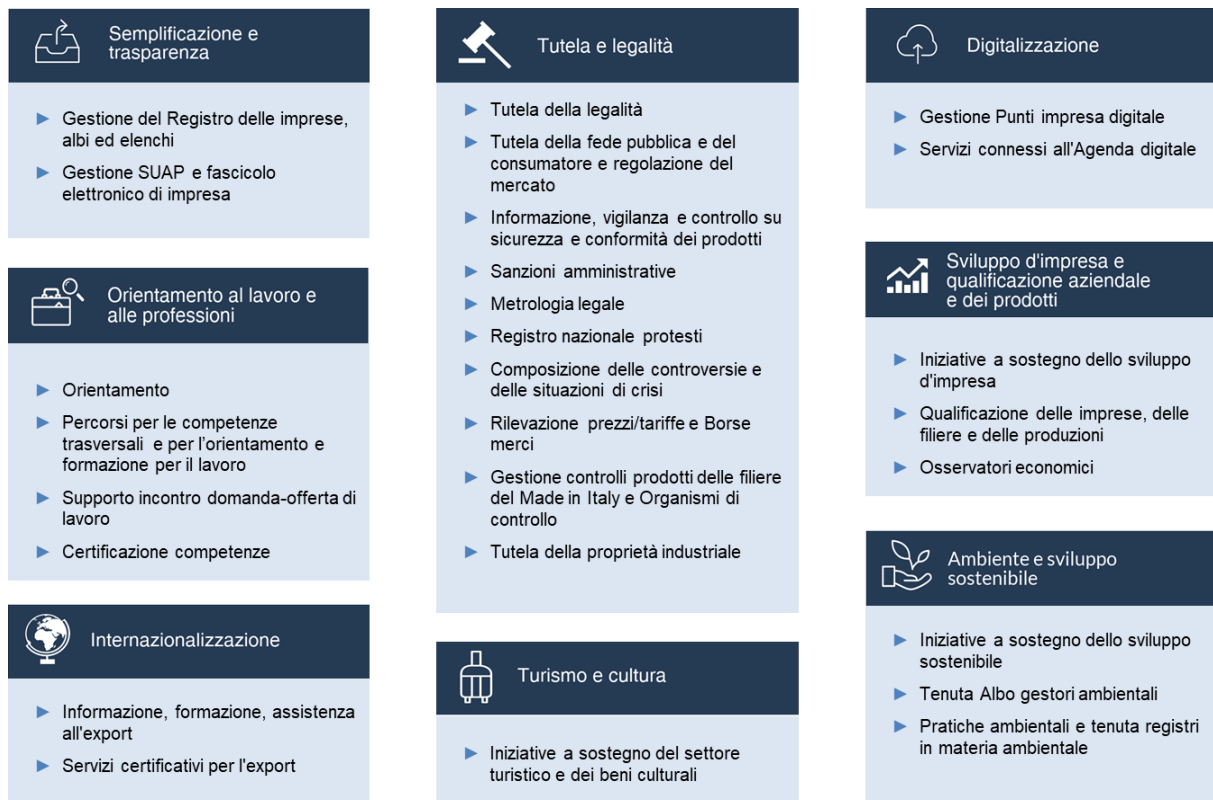 Semplificazione e
trasparenza
Gestione del Registro delle imprese,
albi ed elenchi
Gestione SUAP e fascicolo
elettronico di impresa
Orientamento al lavoro e
alle professioni
Orientamento
Percorsi per le competenze
trasversali e per l'orientamento e
formazione per il lavoro
Supporto incontro domanda-offerta di
lavoro
Certificazione competenze
Internazionalizzazione
Informazione, formazione, assistenza
all'export
Servizi certificativi per l'export
Tutela e legalità
Tutela della legalità
Tutela della fede pubblica e del
consumatore e regolazione del
mercato
Informazione, vigilanza e controllo su
sicurezza e conformità dei prodotti
Sanzioni amministrative
Metrologia legale
Registro nazionale protesti
Composizione delle controversie e
delle situazioni di crisi
Rilevazione prezzi/tariffe e Borse
merci
Gestione controlli prodotti delle filiere
del Made in Italy e Organismi di
controllo
Tutela della proprietà industriale
Turismo e cultura
Iniziative a sostegno del settore
turistico e dei beni culturali
Digitalizzazione
Gestione Punti impresa digitale
Servizi connessi all'Agenda digitale
Sviluppo d'impresa e
qualificazione aziendale
e dei prodotti
Iniziative a sostegno dello sviluppo
d'impresa
Qualificazione delle imprese, delle
filiere e delle produzioni
Osservatori economici
Ambiente e sviluppo
sostenibile
Iniziative a sostegno dello sviluppo
sostenibile
Tenuta Albo gestori ambientali
Pratiche ambientali e tenuta registri
in materia ambientale